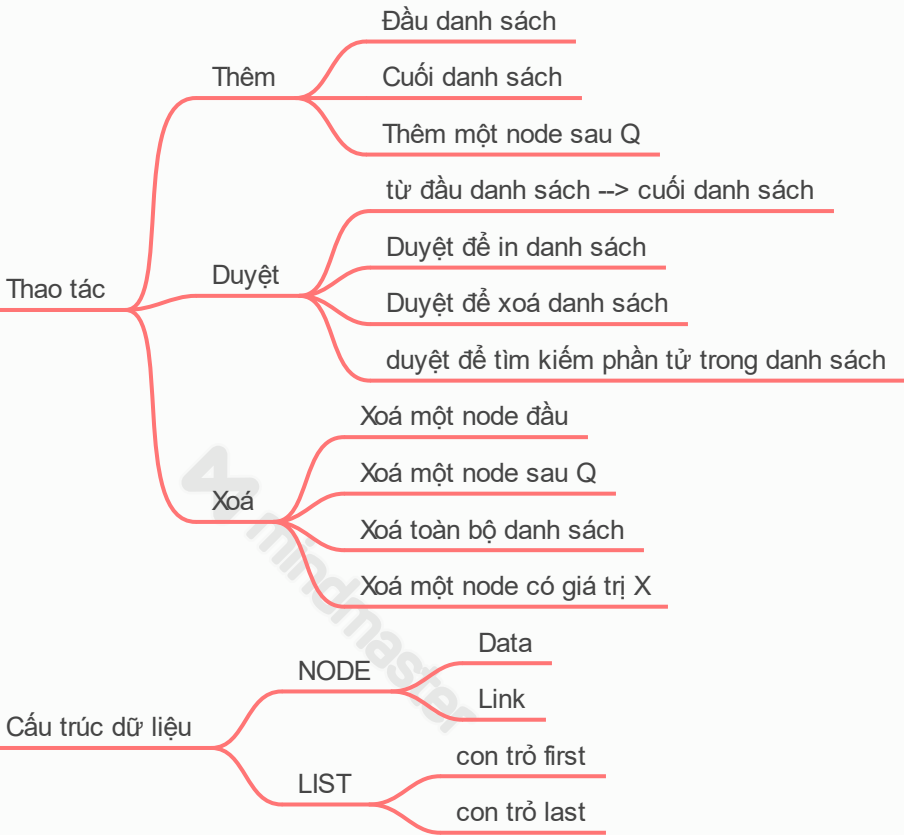 Đầu danh sách
Thêm
Cuối danh sách
Thêm một node sau Q
từ đầu danh sách --> cuối danh sách
Duyệt để in danh sách
Duyệt
Thao tác
Duyệt để xoá danh sách
duyệt để tìm kiếm phần tử trong danh sách
Xoá một node đầu
Xoá một node sau Q
Xoá
Xoá toàn bộ danh sách
Xoá một node có giá trị X
mindmaster
Data
NODE
Link
Cấu trúc dữ liệu
con trỏ first
LIST
con trỏ last